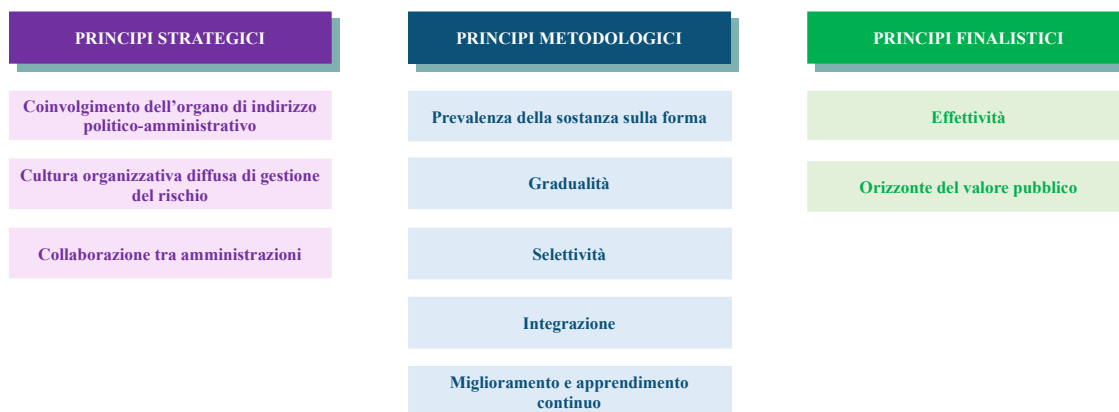 PRINCIPI STRATEGICI
Coinvolgimento dell’organo di indirizzo
politico-amministrativo
Cultura organizzativa diffusa di gestione
del rischio
Collaborazione tra amministrazioni
PRINCIPI METODOLOGICI
Prevalenza della sostanza sulla forma
Gradualità
Selettività
Integrazione
Miglioramento e apprendimento
continuo
PRINCIPI FINALISTICI
Effettività
Orizzonte del valore pubblico